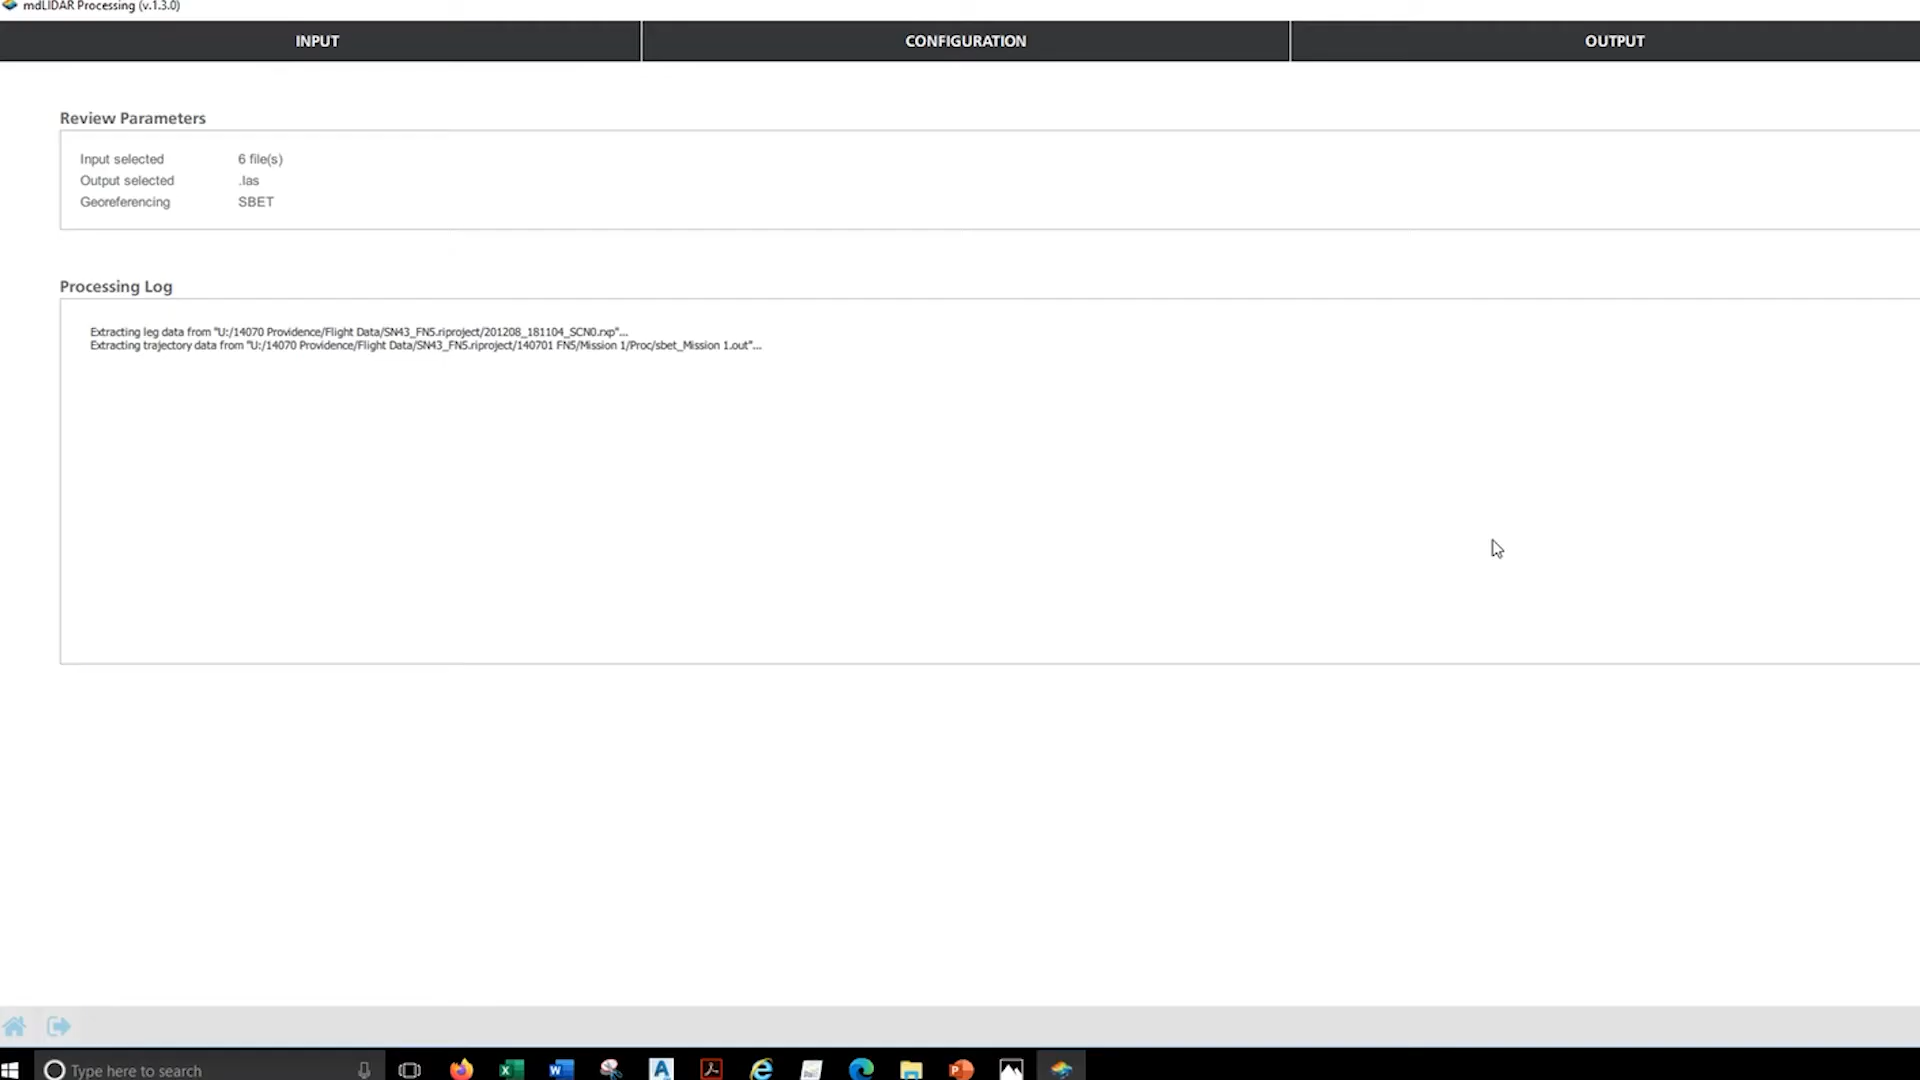 mdLIDAR Processing (v.1.3.0)
INPUT
CONFIGURATION
OUTPUT
Review Parameters
Input selected 6 file(s)
Output selected .las
Georeferencing SBET
Processing Log
Extracting leg data from "U:/14070 Providence/Flight Data/SN43_FN5.riproject/201208_181104_SCN0.rxp"...
Extracting trajectory data from "U:/14070 Providence/Flight Data/SN43_FN5.riproject/140701 FN5/Mission 1/Proc/sbet_Mission 1.out"...
Type here to search